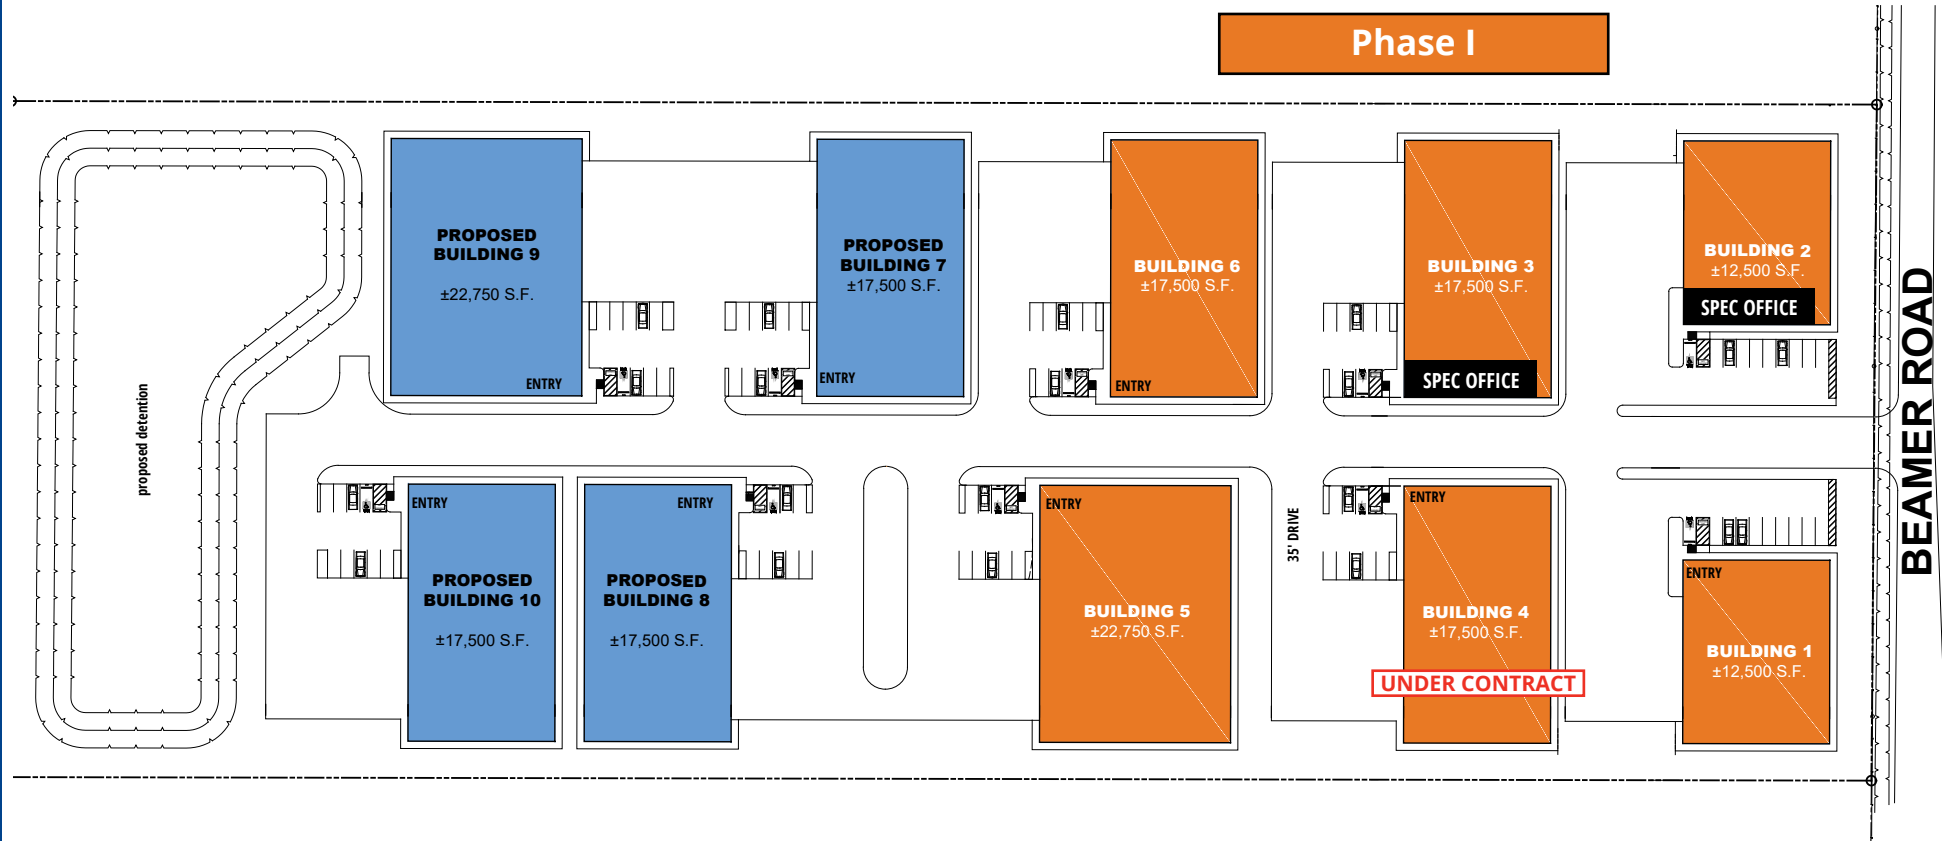 Phase I
PROPOSED
BUILDING 9
±22,750 S.F.
ENTRY
PROPOSED
BUILDING 7
±17,500 S.F.
ENTRY
BUILDING 6
±17,500 S.F.
ENTRY
BUILDING 3
±17,500 S.F.
SPEC OFFICE
BUILDING 2
±12,500 S.F.
SPEC OFFICE
BEAMER ROAD
proposed detention
ENTRY
PROPOSED
BUILDING 10
±17,500 S.F.
ENTRY
PROPOSED
BUILDING 8
±17,500 S.F.
ENTRY
BUILDING 5
±22,750 S.F.
35' DRIVE
ENTRY
BUILDING 4
±17,500 S.F.
UNDER CONTRACT
ENTRY
BUILDING 1
±12,500 S.F.